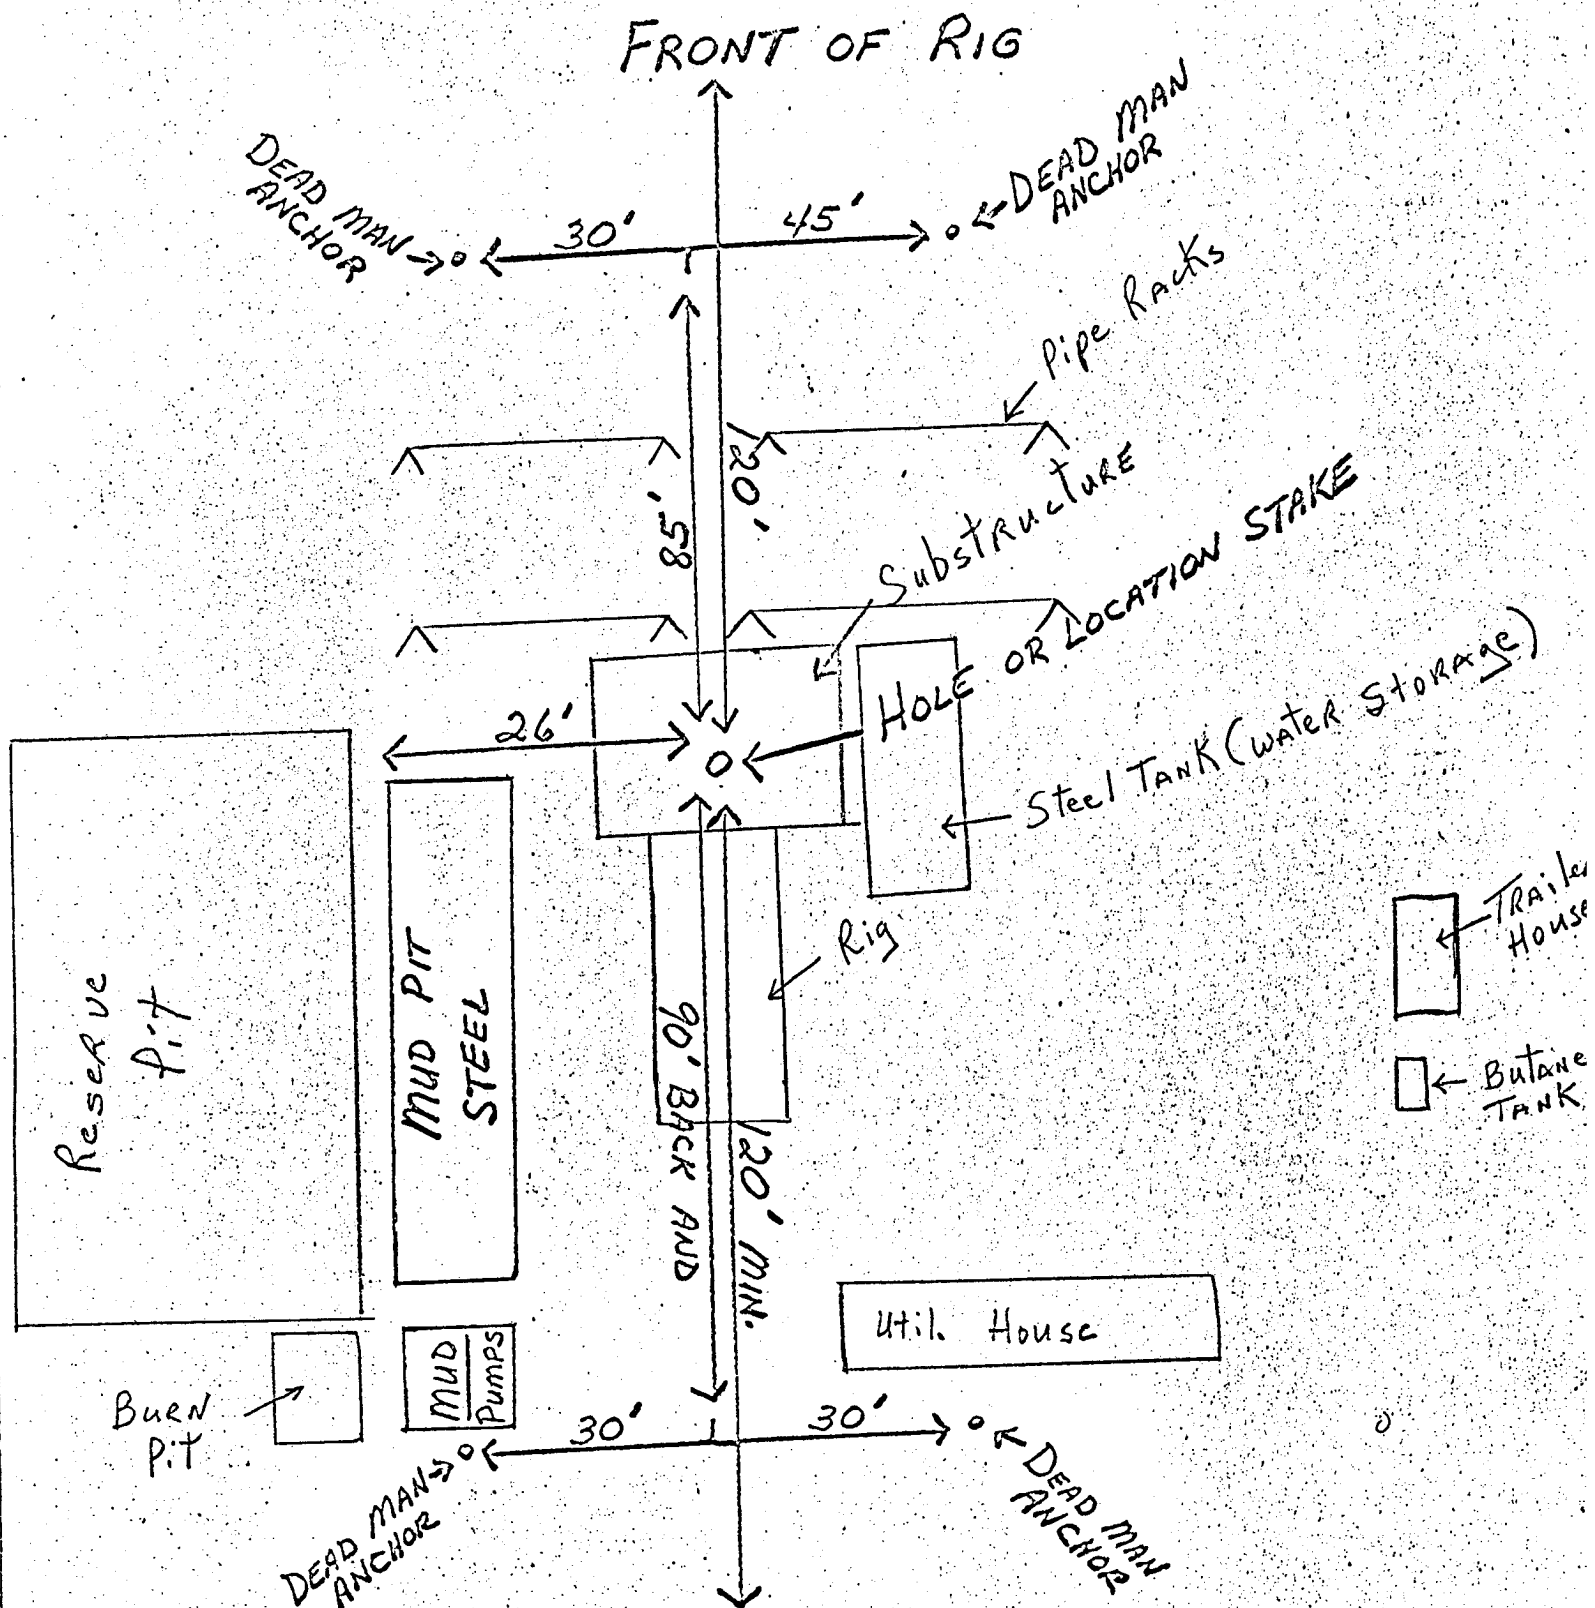 FRONT OF RIG
DEAD MAN
ANCHOR
30'
45'
DEAD MAN
ANCHOR
Pipe Racks
85'
120'
Substructure
HOLE OR LOCATION STAKE
26'
Steel TANK (WATER STORAGE)
Reserve
Pit
MUD PIT
STEEL
Rig
TRAILER
HOUSE
BUTANE
TANK
90' BACK AND
120' MIN.
Util. House
BURN
Pit
MUD
Pumps
30'
30'
DEAD MAN
ANCHOR
DEAD MAN
ANCHOR